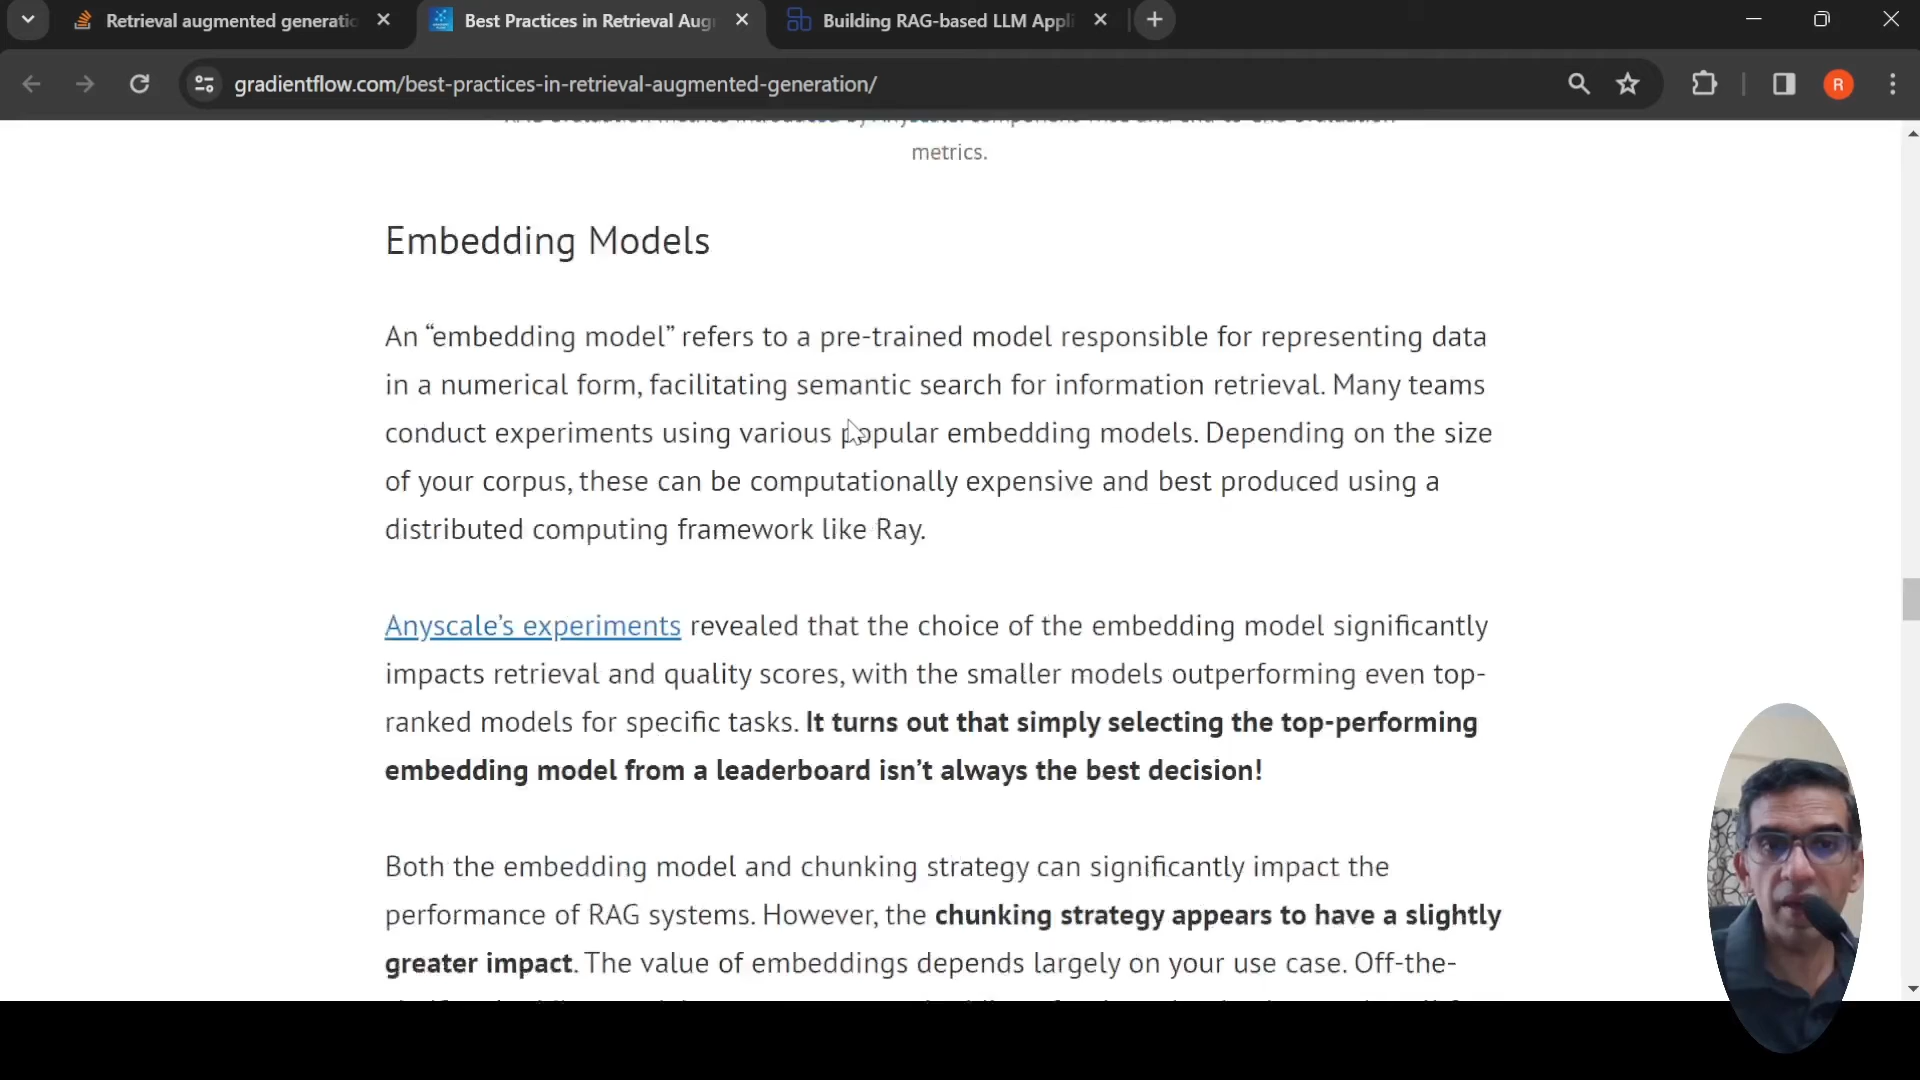 Retrieval augmented generatio
Best Practices in Retrieval Aug
Building RAG-based LLM Appli
gradientflow.com/best-practices-in-retrieval-augmented-generation/
R
metrics.
Embedding Models
An “embedding model” refers to a pre-trained model responsible for representing data
in a numerical form, facilitating semantic search for information retrieval. Many teams
conduct experiments using various popular embedding models. Depending on the size
of your corpus, these can be computationally expensive and best produced using a
distributed computing framework like Ray.
Anyscale’s experiments revealed that the choice of the embedding model significantly
impacts retrieval and quality scores, with the smaller models outperforming even top-
ranked models for specific tasks. It turns out that simply selecting the top-performing
embedding model from a leaderboard isn’t always the best decision!
Both the embedding model and chunking strategy can significantly impact the
performance of RAG systems. However, the chunking strategy appears to have a slightly
greater impact. The value of embeddings depends largely on your use case. Off-the-